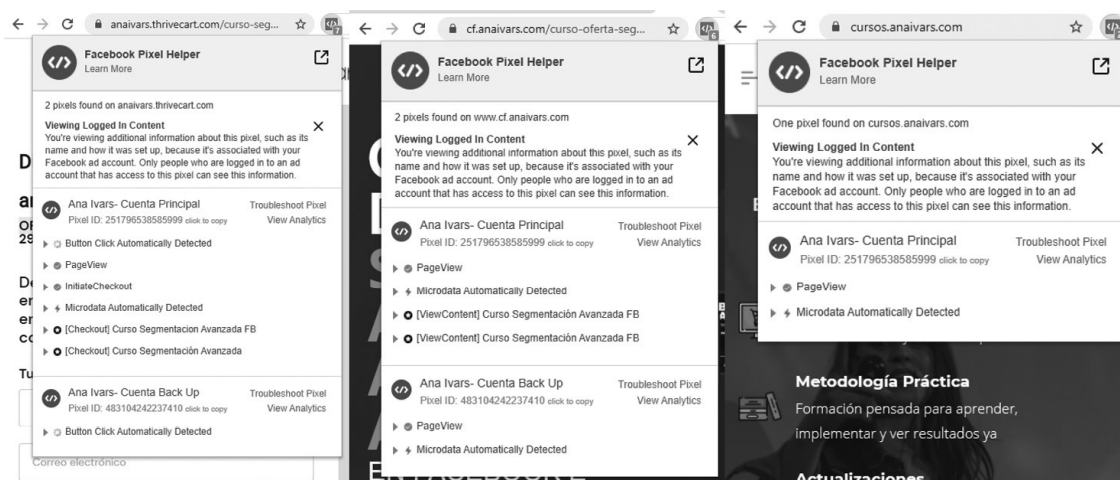 anaivars.thrivecart.com/curso-seg...
7
Facebook Pixel Helper
Learn More
2 pixels found on anaivars.thrivecart.com
Viewing Logged In Content
You're viewing additional information about this pixel, such as its
name and how it was set up, because it's associated with your
Facebook ad account. Only people who are logged in to an ad
account that has access to this pixel can see this information.
Ana Ivars- Cuenta Principal
Troubleshoot Pixel
Pixel ID: 251796538585999 click to copy
View Analytics
Button Click Automatically Detected
PageView
InitiateCheckout
Microdata Automatically Detected
[Checkout] Curso Segmentacion Avanzada FB
[Checkout] Curso Segmentación Avanzada
Ana Ivars- Cuenta Back Up
Troubleshoot Pixel
Pixel ID: 483104242237410 click to copy
View Analytics
Button Click Automatically Detected
Correo electrónico
cf.anaivars.com/curso-oferta-seg...
6
Facebook Pixel Helper
Learn More
2 pixels found on www.cf.anaivars.com
Viewing Logged In Content
You're viewing additional information about this pixel, such as its
name and how it was set up, because it's associated with your
Facebook ad account. Only people who are logged in to an ad
account that has access to this pixel can see this information.
Ana Ivars- Cuenta Principal
Troubleshoot Pixel
Pixel ID: 251796538585999 click to copy
View Analytics
PageView
Microdata Automatically Detected
[ViewContent] Curso Segmentación Avanzada FB
[ViewContent] Curso Segmentación Avanzada FB
Ana Ivars- Cuenta Back Up
Troubleshoot Pixel
Pixel ID: 483104242237410 click to copy
View Analytics
PageView
Microdata Automatically Detected
EN FACEBOOK E
cursos.anaivars.com
Facebook Pixel Helper
Learn More
One pixel found on cursos.anaivars.com
Viewing Logged In Content
You're viewing additional information about this pixel, such as its
name and how it was set up, because it's associated with your
Facebook ad account. Only people who are logged in to an ad
account that has access to this pixel can see this information.
Ana Ivars- Cuenta Principal
Troubleshoot Pixel
Pixel ID: 251796538585999 click to copy
View Analytics
PageView
Microdata Automatically Detected
Metodología Práctica
Formación pensada para aprender,
implementar y ver resultados ya
Actualizaciones